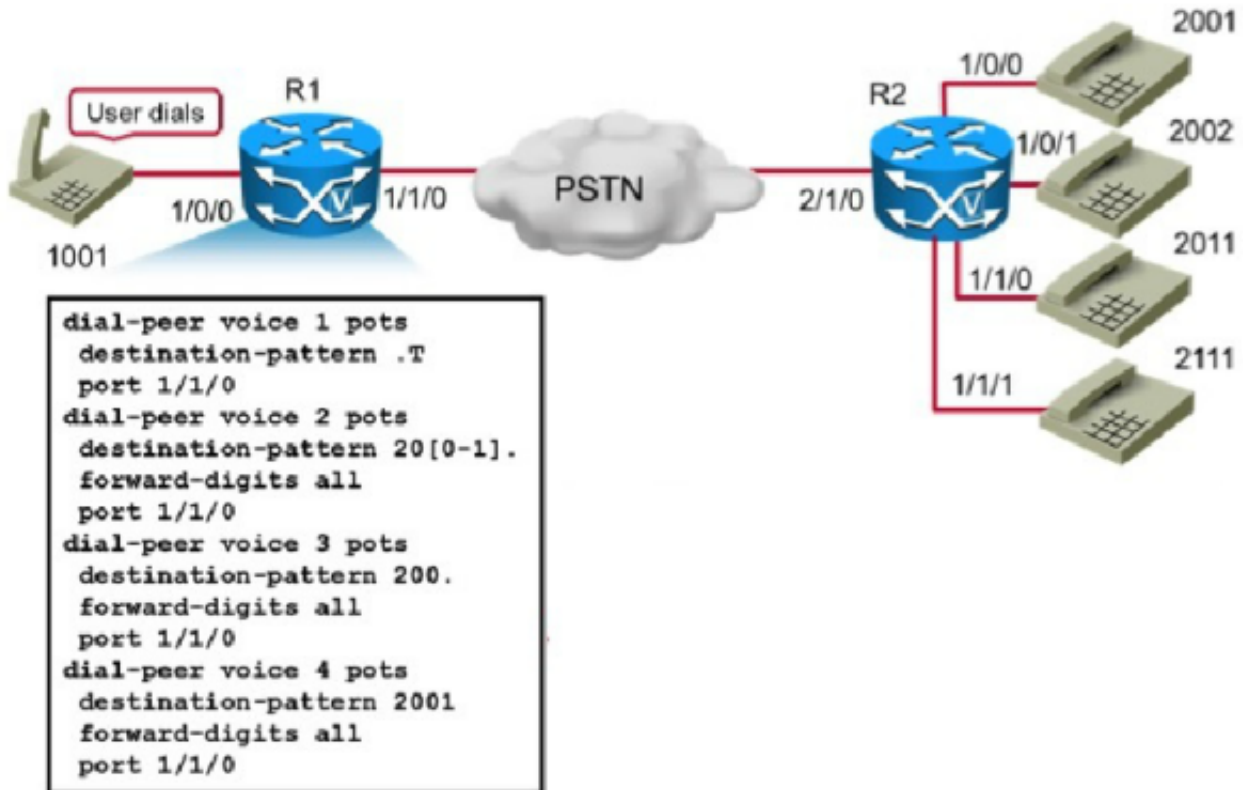 2001
1/0/0
R1
R2
User dials
1/0/1
2002
PSTN
1/0/0
1/1/0
2/1/0
1001
2011
1/1/0
2111
1/1/1
dial-peer voice 1 pots
destination-pattern .T
port 1/1/0
dial-peer voice 2 pots
destination-pattern 20[0-1].
forward-digits all
port 1/1/0
dial-peer voice 3 pots
destination-pattern 200.
forward-digits all
port 1/1/0
dial-peer voice 4 pots
destination-pattern 2001
forward-digits all
port 1/1/0
V
V